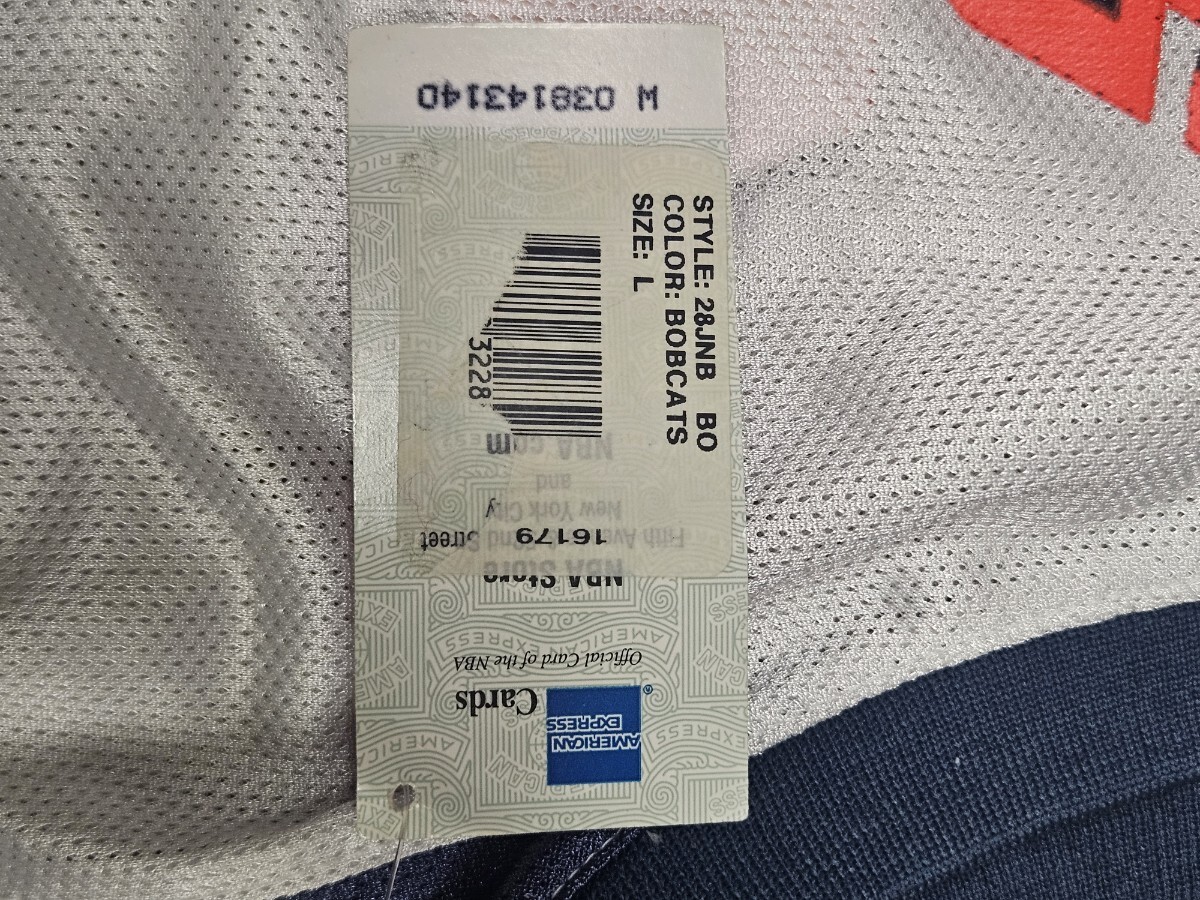 AMERICAN
EXPRESS
®
Cards
Official Card of the NBA
NBA Store
Fifth
52nd Street
New York City
and
NBA.com
W 038143140
STYLE: 28JNB BO
COLOR: BOBCATS
SIZE: L
3228
16179